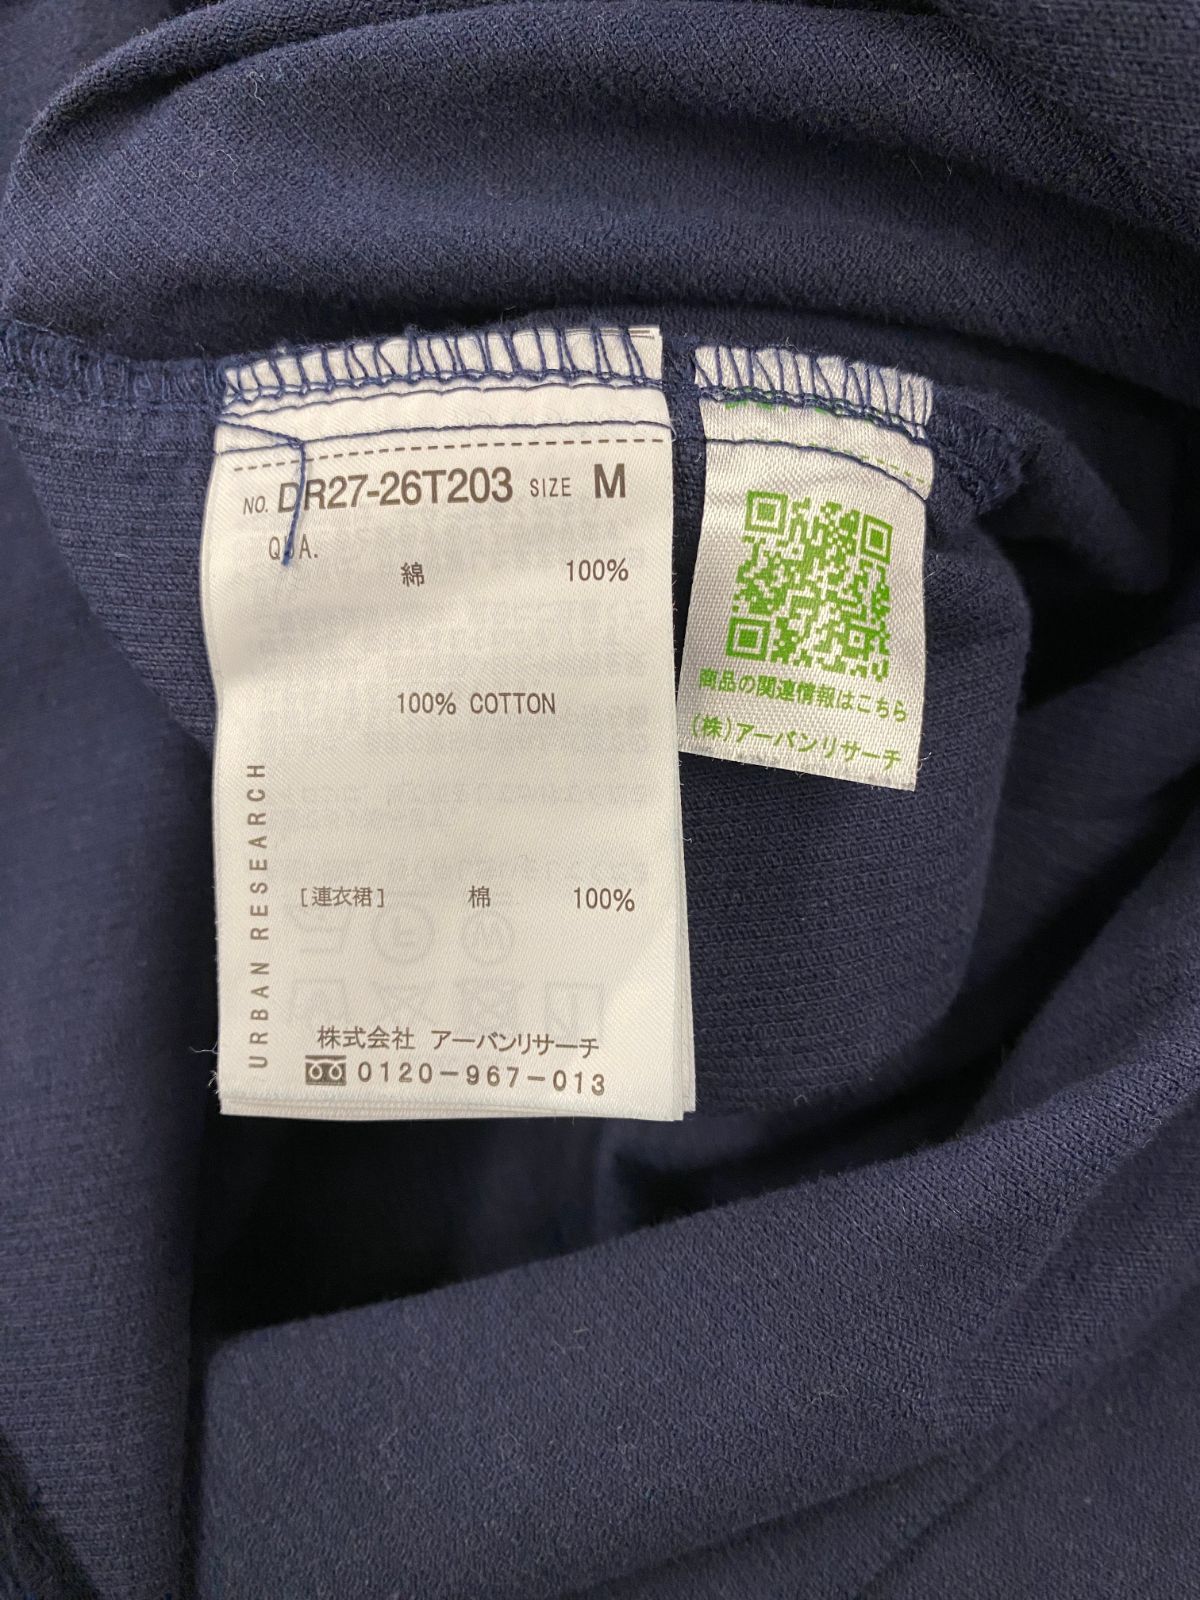 NO. DR27-26T203 SIZE M
QUA.
綿 100%
100% COTTON
[連衣裙] 棉 100%
URBAN RESEARCH
株式会社 アーバンリサーチ
0120-967-013
商品の関連情報はこちら
(株)アーバンリサーチ